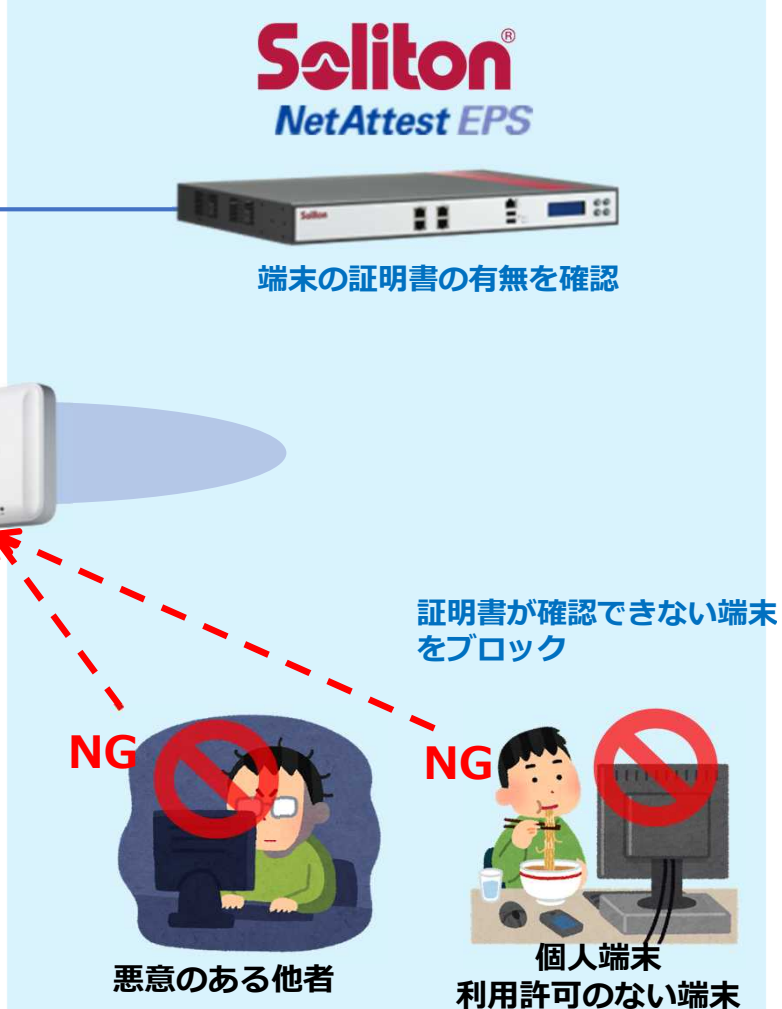 Soliton®
NetAttest EPS
Soliton
端末の証明書の有無を確認
証明書が確認できない端末
をブロック
NG
NG
悪意のある他者
個人端末
利用許可のない端末